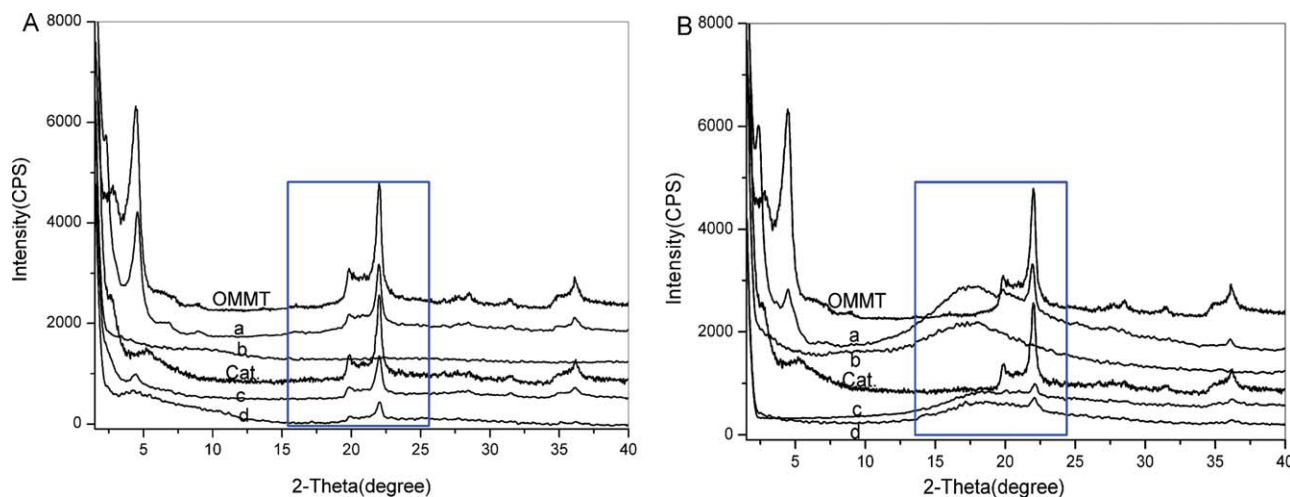 A
8000
6000
4000
2000
0
Intensity(CPS)
OMMT
a
b
Cat.
c
d
5 10 15 20 25 30 35 40
2-Theta(degree)
B
8000
6000
4000
2000
0
Intensity(CPS)
OMMT
a
b
Cat.
c
d
5 10 15 20 25 30 35 40
2-Theta(degree)